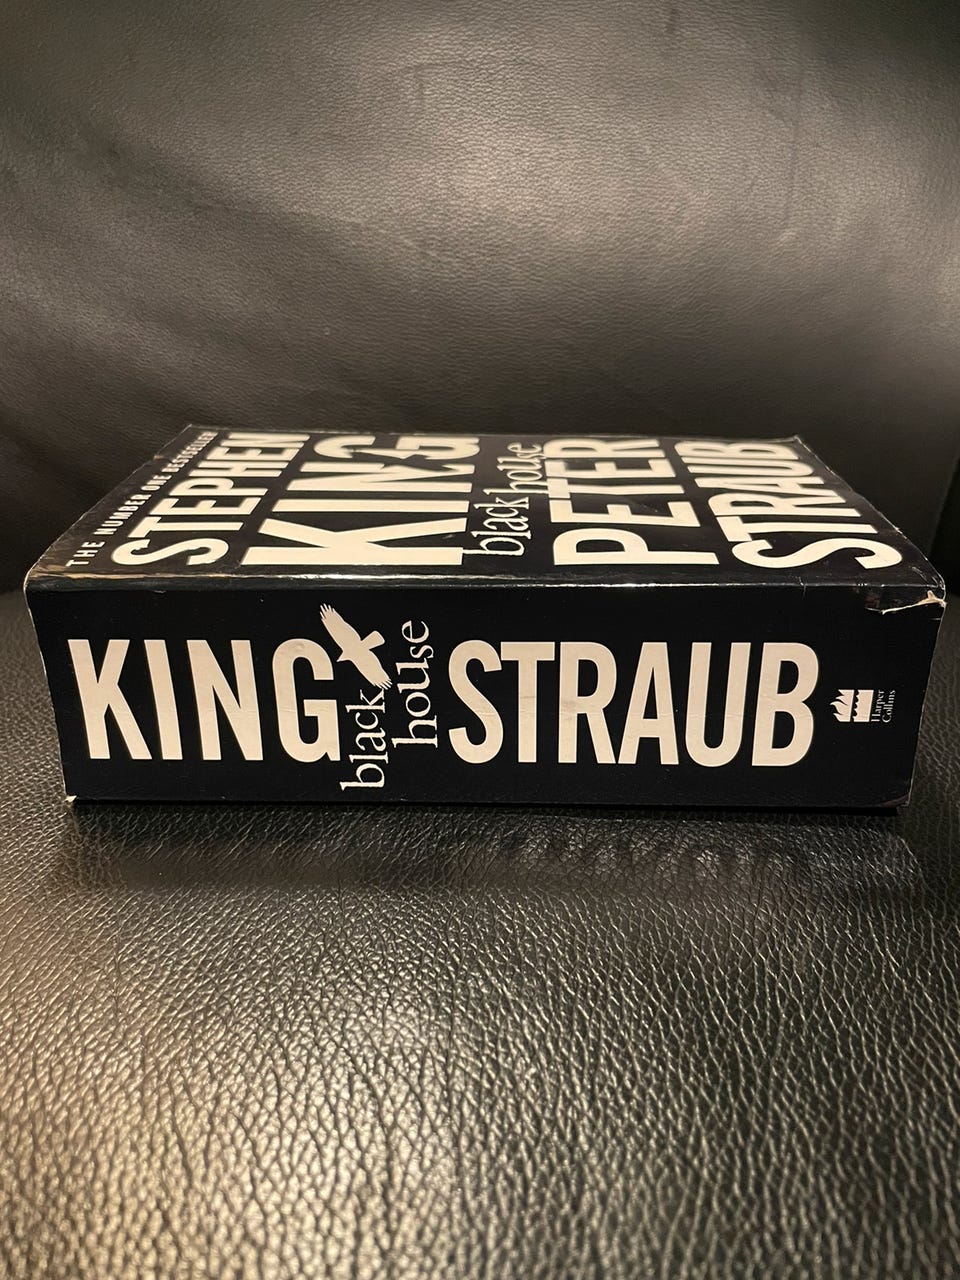 THE NUMBER ONE BESTSELLER
STEPHEN
KING
black house
PETER
STRAUB
KING
black
house
STRAUB
Harper
Collins